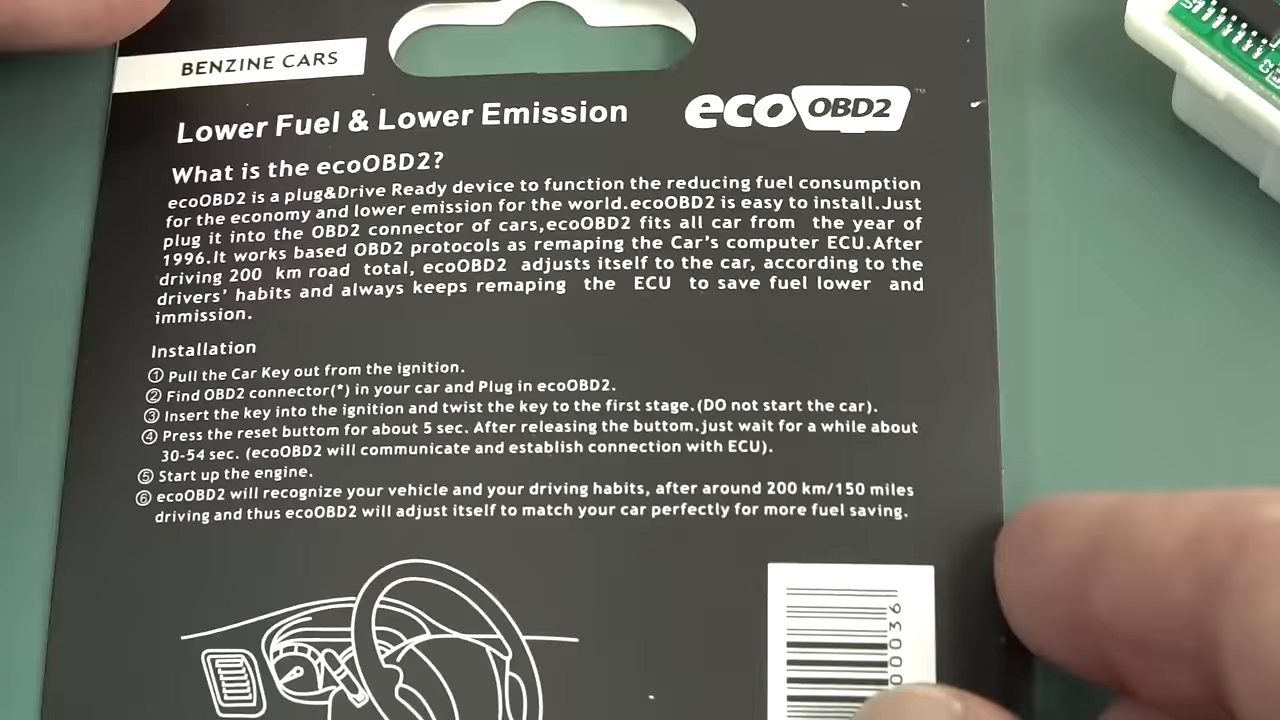 BENZINE CARS
Lower Fuel & Lower Emission
eco OBD2 ™
What is the ecoOBD2?
ecoOBD2 is a plug&Drive Ready device to function the reducing fuel consumption
for the economy and lower emission for the world.ecoOBD2 is easy to install.Just
plug it into the OBD2 connector of cars,ecoOBD2 fits all car from the year of
1996.It works based OBD2 protocols as remaping the Car's computer ECU.After
driving 200 km road total, ecoOBD2 adjusts itself to the car, according to the
drivers' habits and always keeps remaping the ECU to save fuel lower and
immission.
Installation
① Pull the Car Key out from the ignition.
② Find OBD2 connector(*) in your car and Plug in ecoOBD2.
③ Insert the key into the ignition and twist the key to the first stage.(DO not start the car).
④ Press the reset buttom for about 5 sec. After releasing the buttom.just wait for a while about
30-54 sec. (ecoOBD2 will communicate and establish connection with ECU).
⑤ Start up the engine.
⑥ ecoOBD2 will recognize your vehicle and your driving habits, after around 200 km/150 miles
driving and thus ecoOBD2 will adjust itself to match your car perfectly for more fuel saving.
00036